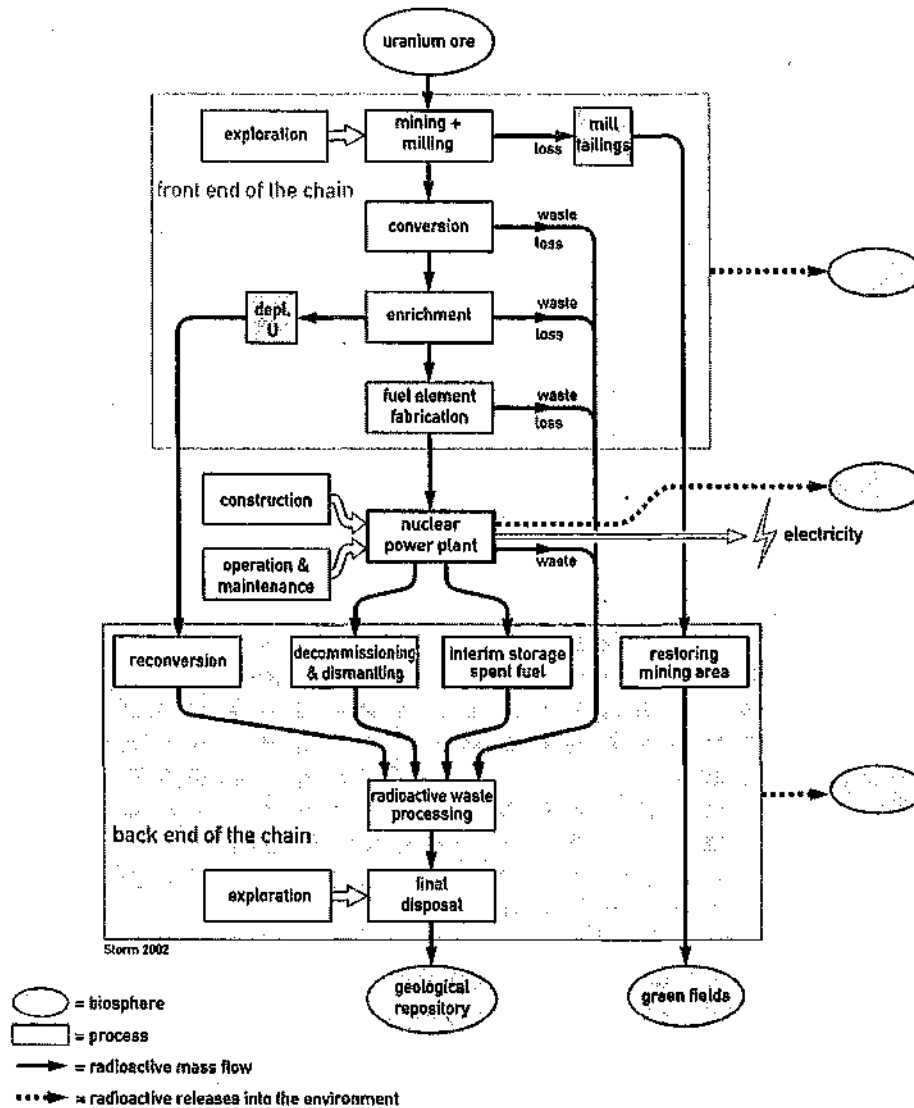 uranium ore
exploration
mining +
milling
loss
mill
tailings
front end of the chain
conversion
waste
loss
depl.
U
enrichment
waste
loss
fuel element
fabrication
waste
loss
construction
nuclear
power plant
electricity
waste
operation &
maintenance
reconversion
decommissioning
& dismantling
interim storage
spent fuel
restoring
mining area
radioactive waste
processing
back end of the chain
exploration
final
disposal
Storm 2002
geological
repository
green fields
= biosphere
= process
= radioactive mass flow
= radioactive releases into the environment